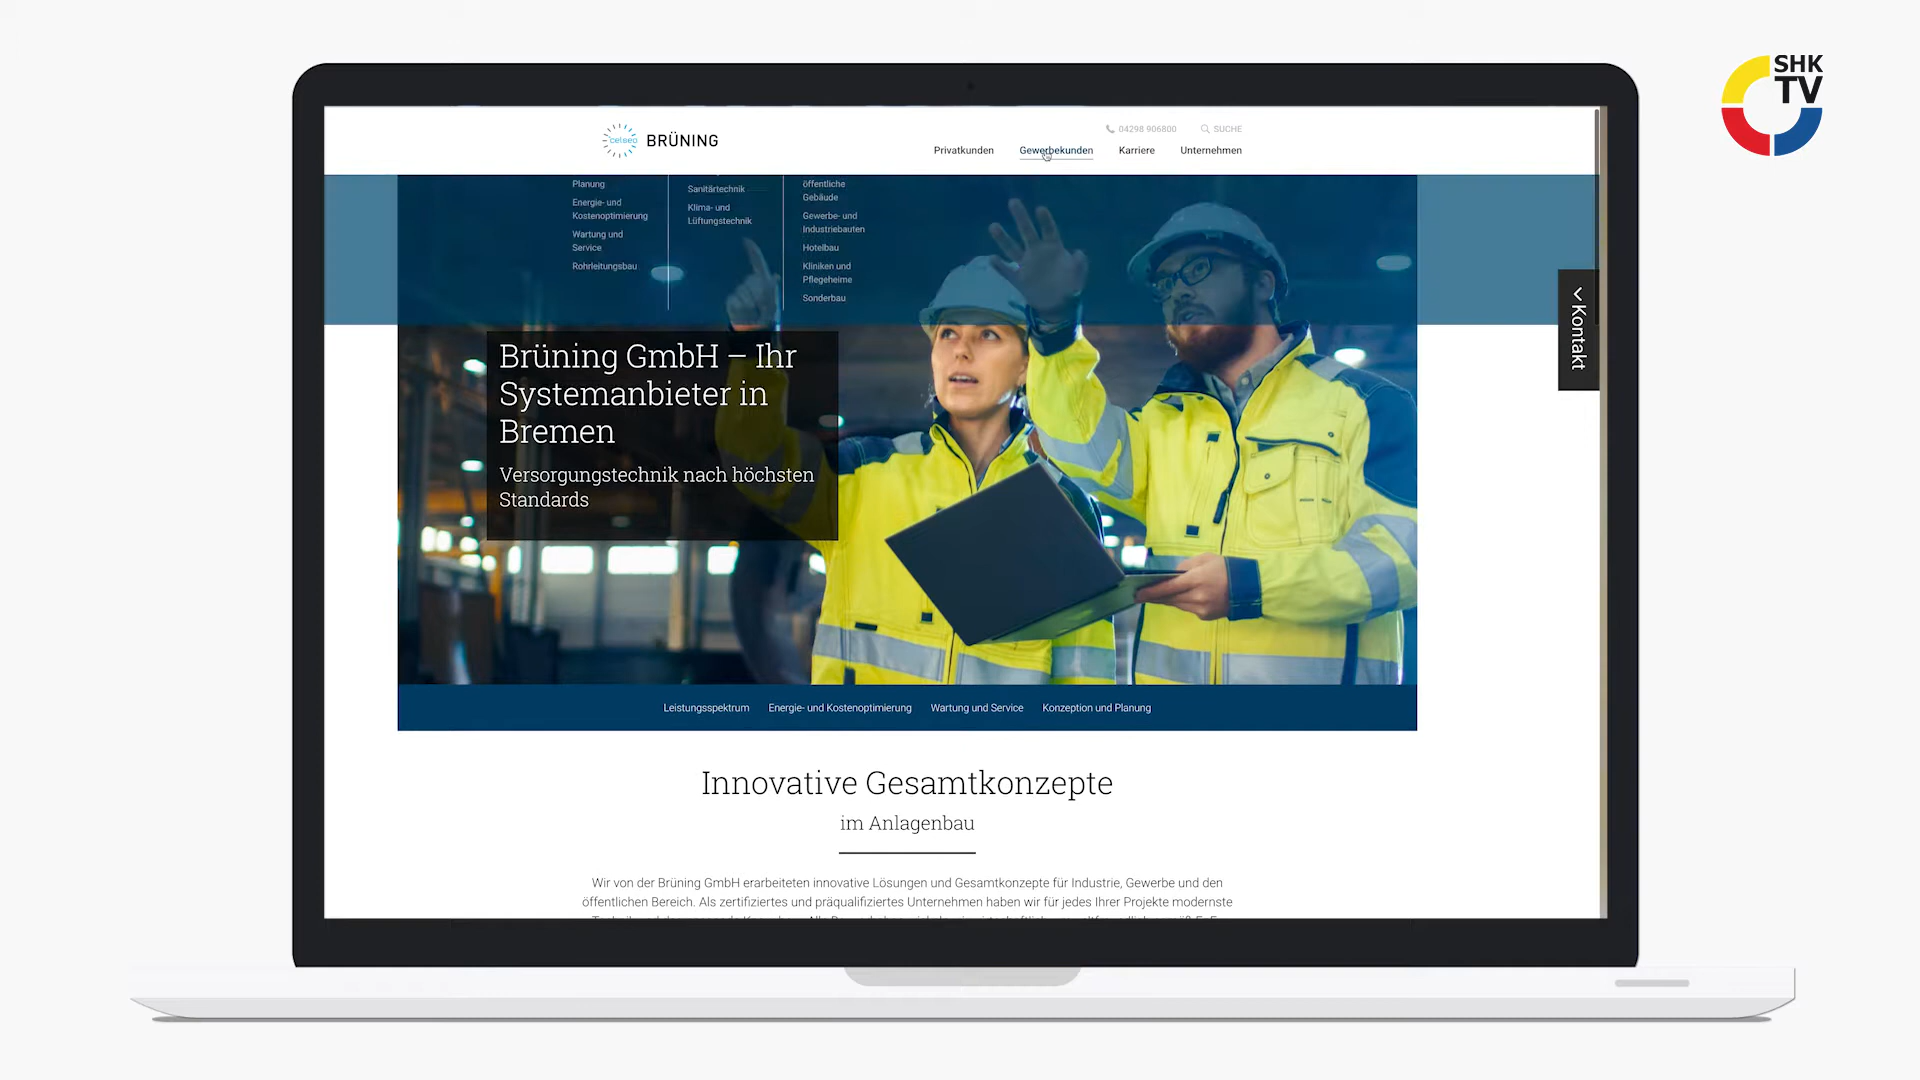 SHK
TV
celseo
BRÜNING
04298 906800
SUCHE
Privatkunden
Gewerbekunden
Karriere
Unternehmen
Planung
Energie- und
Kostenoptimierung
Wartung und
Service
Rohrleitungsbau
Sanitärtechnik
Klima- und
Lüftungstechnik
öffentliche
Gebäude
Gewerbe- und
Industriebauten
Hotelbau
Kliniken und
Pflegeheime
Sonderbau
Kontakt
Brüning GmbH – Ihr
Systemanbieter in
Bremen
Versorgungstechnik nach höchsten
Standards
Leistungsspektrum
Energie- und Kostenoptimierung
Wartung und Service
Konzeption und Planung
Innovative Gesamtkonzepte
im Anlagenbau
Wir von der Brüning GmbH erarbeiteten innovative Lösungen und Gesamtkonzepte für Industrie, Gewerbe und den
öffentlichen Bereich. Als zertifiziertes und präqualifiziertes Unternehmen haben wir für jedes Ihrer Projekte modernste